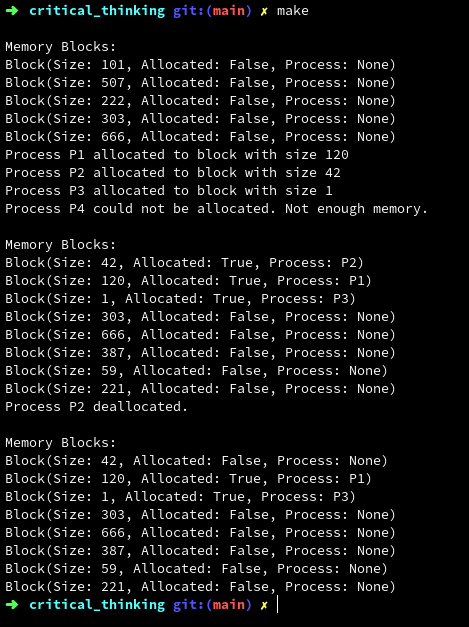 ➜ critical_thinking git:(main) ✗ make
Memory Blocks:
Block(Size: 101, Allocated: False, Process: None)
Block(Size: 507, Allocated: False, Process: None)
Block(Size: 222, Allocated: False, Process: None)
Block(Size: 303, Allocated: False, Process: None)
Block(Size: 666, Allocated: False, Process: None)
Process P1 allocated to block with size 120
Process P2 allocated to block with size 42
Process P3 allocated to block with size 1
Process P4 could not be allocated. Not enough memory.
Memory Blocks:
Block(Size: 42, Allocated: True, Process: P2)
Block(Size: 120, Allocated: True, Process: P1)
Block(Size: 1, Allocated: True, Process: P3)
Block(Size: 303, Allocated: False, Process: None)
Block(Size: 666, Allocated: False, Process: None)
Block(Size: 387, Allocated: False, Process: None)
Block(Size: 59, Allocated: False, Process: None)
Block(Size: 221, Allocated: False, Process: None)
Process P2 deallocated.
Memory Blocks:
Block(Size: 42, Allocated: False, Process: None)
Block(Size: 120, Allocated: True, Process: P1)
Block(Size: 1, Allocated: True, Process: P3)
Block(Size: 303, Allocated: False, Process: None)
Block(Size: 666, Allocated: False, Process: None)
Block(Size: 387, Allocated: False, Process: None)
Block(Size: 59, Allocated: False, Process: None)
Block(Size: 221, Allocated: False, Process: None)
➜ critical_thinking git:(main) ✗